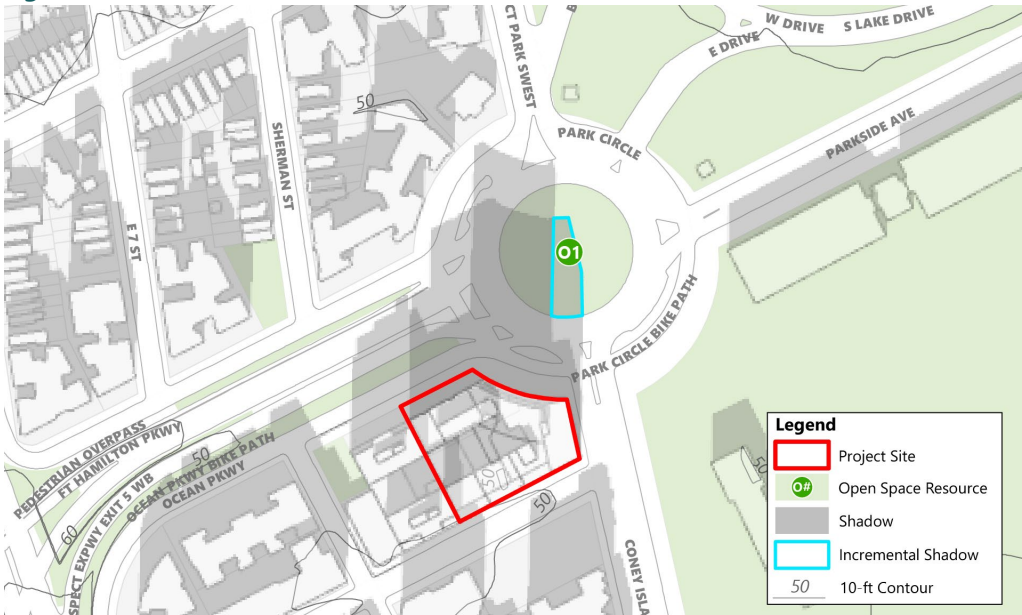 W DRIVE
S LAKE DRIVE
E DRIVE
CT PARK SWEST
50
PARK CIRCLE
PARKSIDE AVE
SHERMAN ST
E 7 ST
O1
PARK CIRCLE BIKE PATH
PEDESTRIAN OVERPASS
FT HAMILTON PKWY
50
OCEAN PKWY BIKE PATH
OCEAN PKWY
SPECT EXPWY EXIT 5 WB
60
50
50
50
CONEY ISLA
Legend
Project Site
O# Open Space Resource
Shadow
Incremental Shadow
50 10-ft Contour